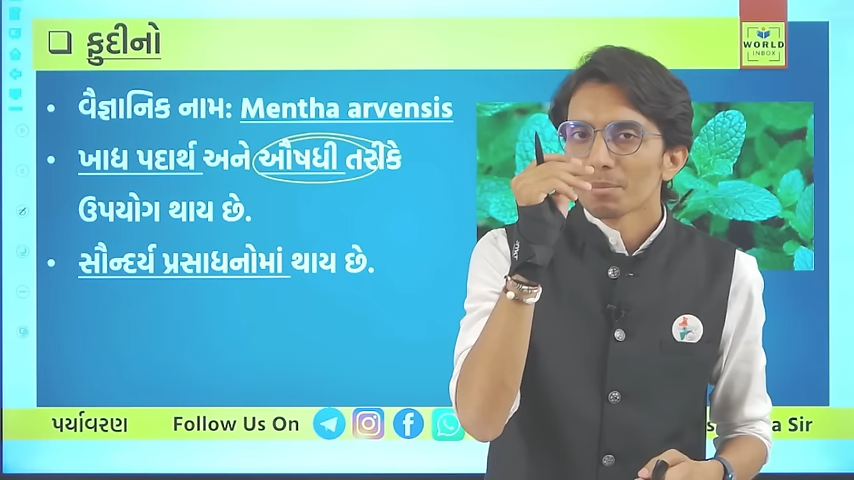 ❑ ફુદીનો
WORLD
INBOX
• વૈજ્ઞાનિક નામ: Mentha arvensis
• ખાદ્ય પદાર્થ અને ઔષધી તરીકે
ઉપયોગ થાય છે.
• સૌન્દર્ય પ્રસાધનોમાં થાય છે.
પર્યાવરણ Follow Us On Sir